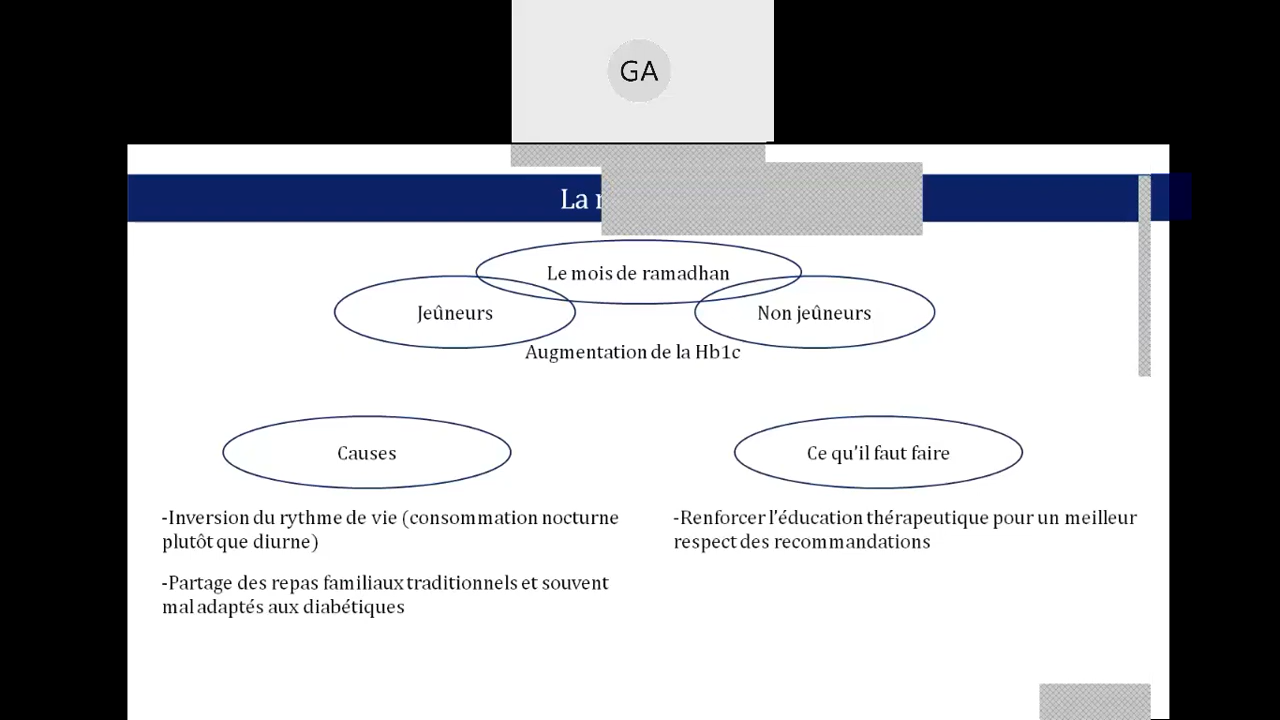 GA
La
Le mois de ramadhan
Jeûneurs
Non jeûneurs
Augmentation de la Hb1c
Causes
Ce qu'il faut faire
-Inversion du rythme de vie (consommation nocturne
plutôt que diurne)
-Partage des repas familiaux traditionnels et souvent
mal adaptés aux diabétiques
-Renforcer l'éducation thérapeutique pour un meilleur
respect des recommandations